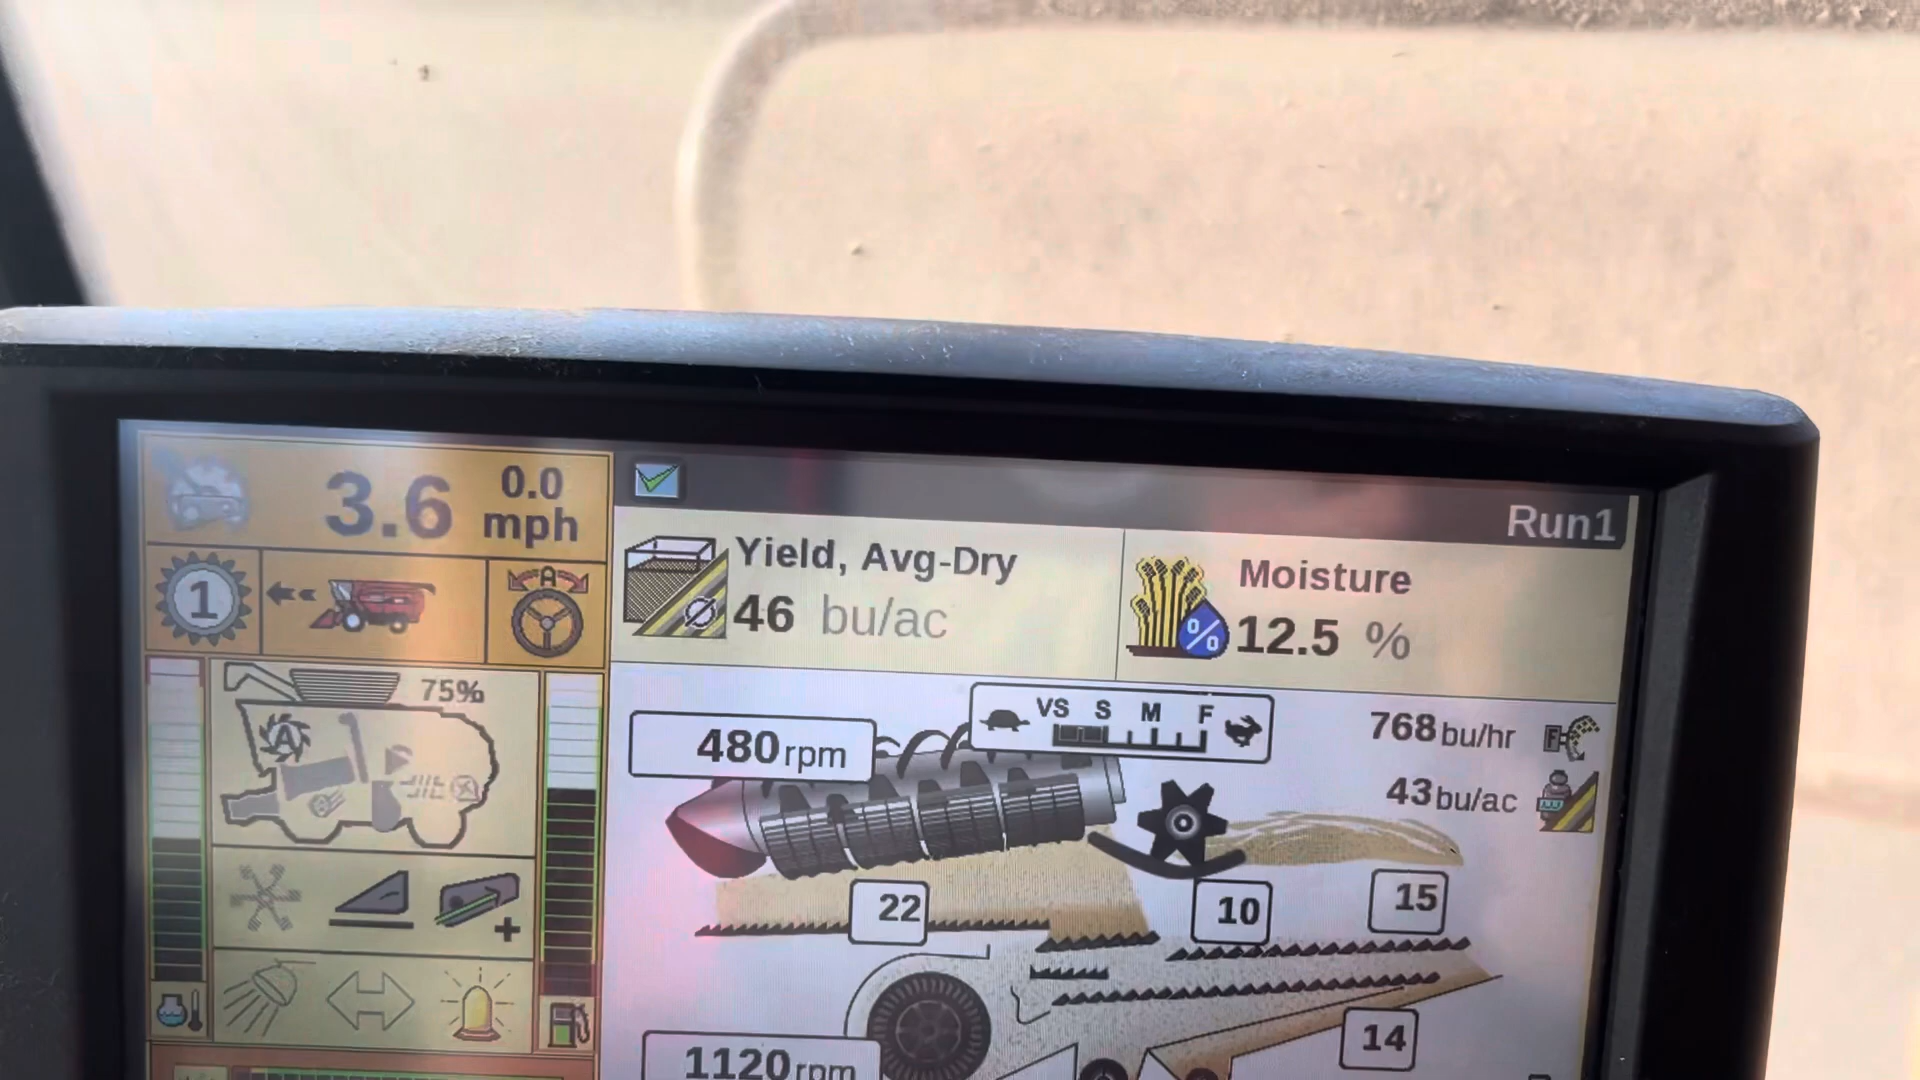 3.6
0.0
mph
Run1
1
A
Yield, Avg-Dry
46 bu/ac
Moisture
12.5 %
%
75%
A
480 rpm
VS S M F
768 bu/hr
F
43 bu/ac
22
10
15
14
1120 rpm